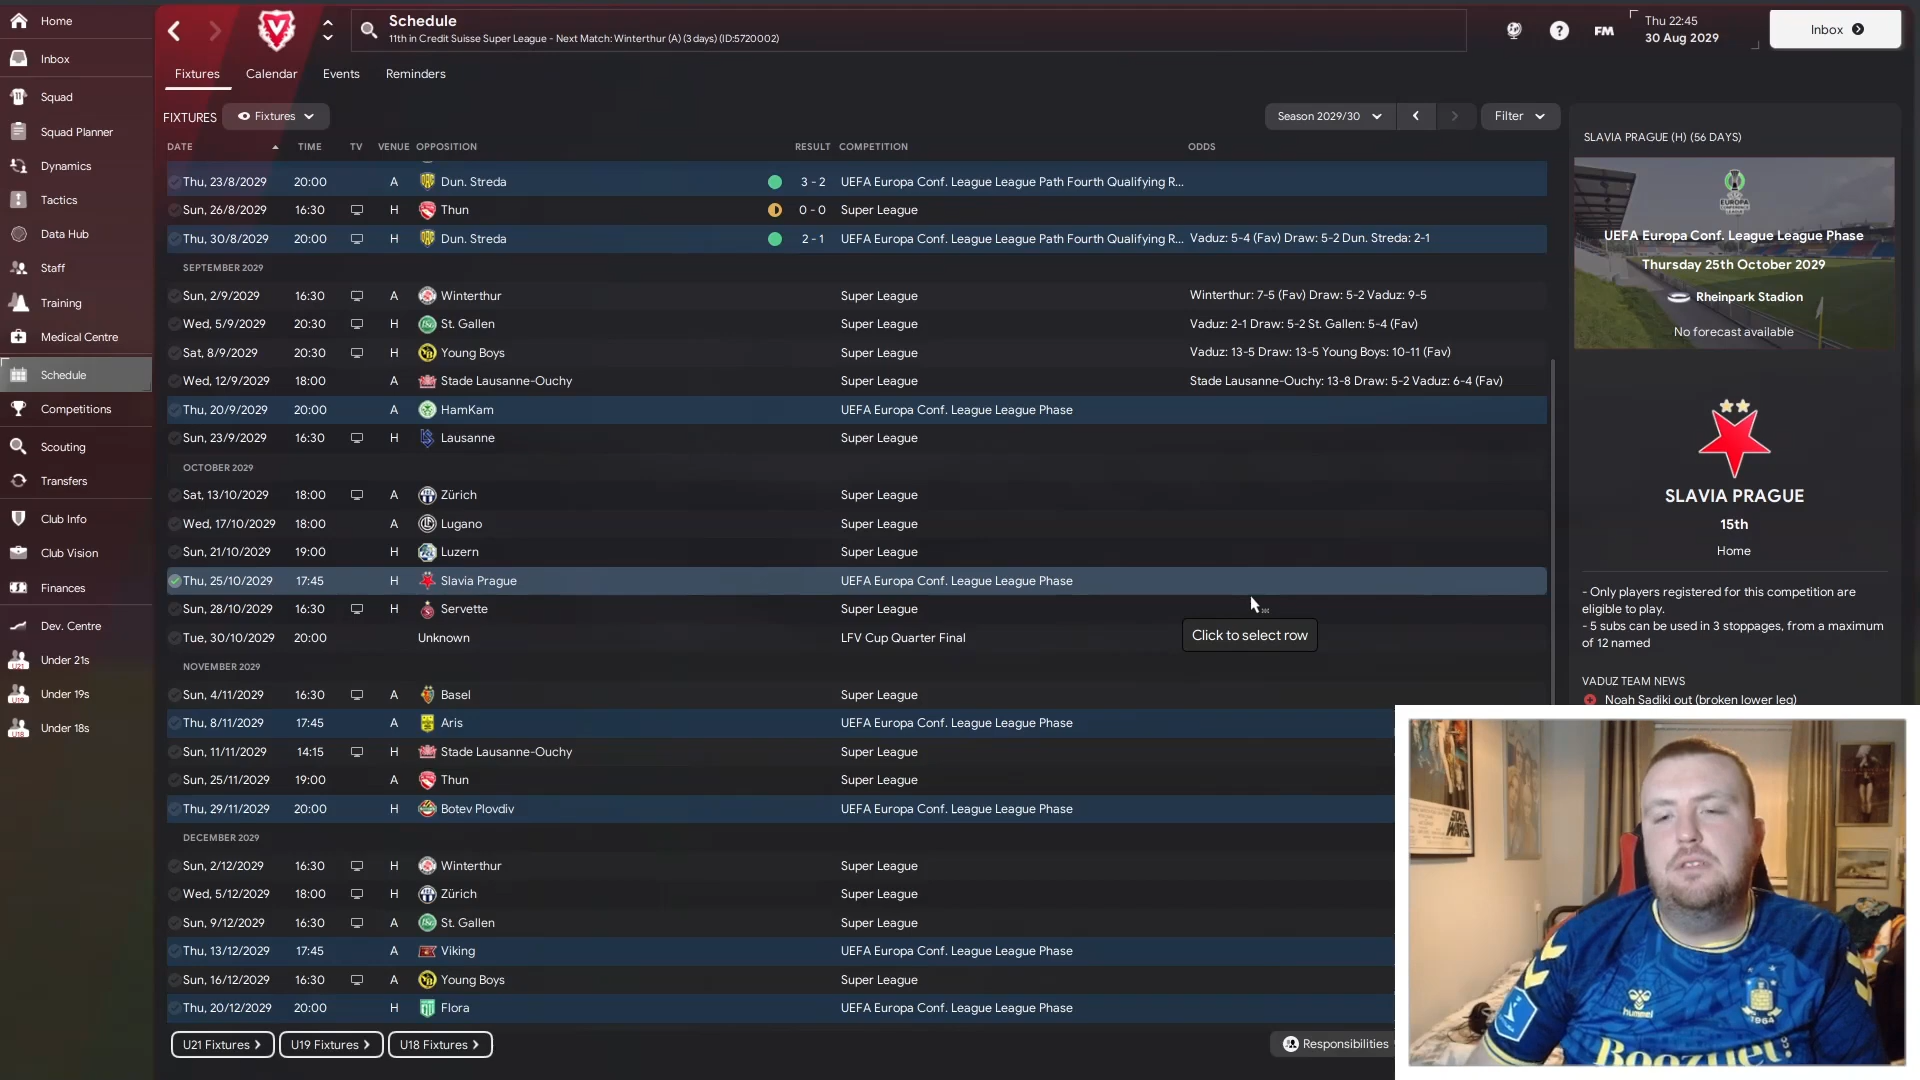 Home
Inbox
Squad
Squad Planner
Dynamics
Tactics
Data Hub
Staff
Training
Medical Centre
Schedule
Competitions
Scouting
Transfers
Club Info
Club Vision
Finances
Dev. Centre
Under 21s
Under 19s
Under 18s
Schedule
11th in Credit Suisse Super League - Next Match: Winterthur (A) (3 days) (ID:5720002)
FM
Thu 22:45
30 Aug 2029
Inbox
Fixtures Calendar Events Reminders
FIXTURES Fixtures
Season 2029/30 Filter
DATE TIME TV VENUE OPPOSITION RESULT COMPETITION ODDS
Thu, 23/8/2029 20:00 A Dun. Streda 3 - 2 UEFA Europa Conf. League League Path Fourth Qualifying R...
Sun, 26/8/2029 16:30 H Thun 0 - 0 Super League
Thu, 30/8/2029 20:00 H Dun. Streda 2 - 1 UEFA Europa Conf. League League Path Fourth Qualifying R... Vaduz: 5-4 (Fav) Draw: 5-2 Dun. Streda: 2-1
SEPTEMBER 2029
Sun, 2/9/2029 16:30 A Winterthur Super League Winterthur: 7-5 (Fav) Draw: 5-2 Vaduz: 9-5
Wed, 5/9/2029 20:30 H St. Gallen Super League Vaduz: 2-1 Draw: 5-2 St. Gallen: 5-4 (Fav)
Sat, 8/9/2029 20:30 H Young Boys Super League Vaduz: 13-5 Draw: 13-5 Young Boys: 10-11 (Fav)
Wed, 12/9/2029 18:00 A Stade Lausanne-Ouchy Super League Stade Lausanne-Ouchy: 13-8 Draw: 5-2 Vaduz: 6-4 (Fav)
Thu, 20/9/2029 20:00 A HamKam UEFA Europa Conf. League League Phase
Sun, 23/9/2029 16:30 H Lausanne Super League
OCTOBER 2029
Sat, 13/10/2029 18:00 A Zürich Super League
Wed, 17/10/2029 18:00 A Lugano Super League
Sun, 21/10/2029 19:00 H Luzern Super League
Thu, 25/10/2029 17:45 H Slavia Prague UEFA Europa Conf. League League Phase
Sun, 28/10/2029 16:30 H Servette Super League
Tue, 30/10/2029 20:00 Unknown LFV Cup Quarter Final
Click to select row
NOVEMBER 2029
Sun, 4/11/2029 16:30 A Basel Super League
Thu, 8/11/2029 17:45 A Aris UEFA Europa Conf. League League Phase
Sun, 11/11/2029 14:15 H Stade Lausanne-Ouchy Super League
Sun, 25/11/2029 19:00 A Thun Super League
Thu, 29/11/2029 20:00 H Botev Plovdiv UEFA Europa Conf. League League Phase
DECEMBER 2029
Sun, 2/12/2029 16:30 H Winterthur Super League
Wed, 5/12/2029 18:00 H Zürich Super League
Sun, 9/12/2029 16:30 A St. Gallen Super League
Thu, 13/12/2029 17:45 A Viking UEFA Europa Conf. League League Phase
Sun, 16/12/2029 16:30 A Young Boys Super League
Thu, 20/12/2029 20:00 H Flora UEFA Europa Conf. League League Phase
U21 Fixtures U19 Fixtures U18 Fixtures
Responsibilities
SLAVIA PRAGUE (H) (56 DAYS)
EUROPA
UEFA Europa Conf. League League Phase
Thursday 25th October 2029
Rheinpark Stadion
No forecast available
SLAVIA PRAGUE
15th
Home
- Only players registered for this competition are
eligible to play.
- 5 subs can be used in 3 stoppages, from a maximum
of 12 named
VADUZ TEAM NEWS
Noah Sadiki out (broken lower leg)
STAR
WARS
hummel
1964